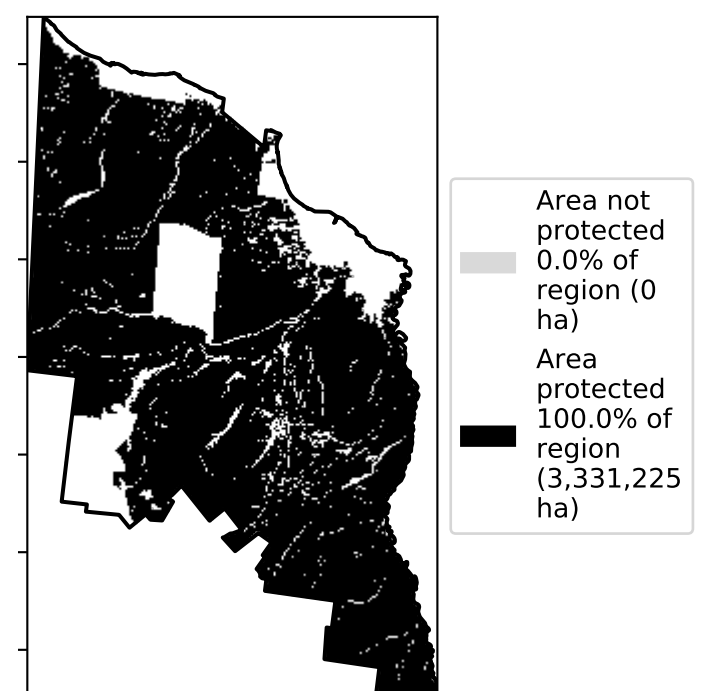 Area not
protected
0.0% of
region (0
ha)
Area
protected
100.0% of
region
(3,331,225
ha)